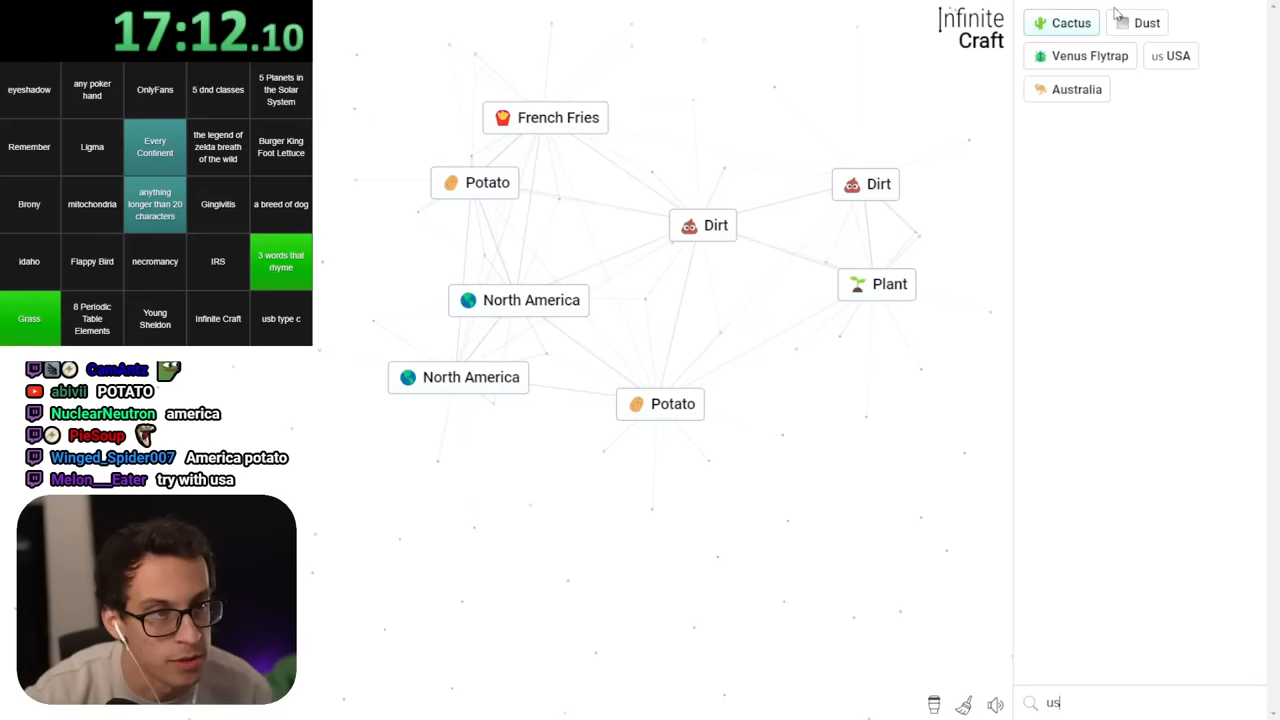 17:12.10
eyeshadow
any poker
hand
OnlyFans
5 dnd classes
5 Planets in
the Solar
System
Remember
Ligma
Every
Continent
the legend of
zelda breath
of the wild
Burger King
Foot Lettuce
Brony
mitochondria
anything
longer than 20
characters
Gingivitis
a breed of dog
idaho
Flappy Bird
necromancy
IRS
3 words that
rhyme
Grass
8 Periodic
Table
Elements
Young
Sheldon
Infinite Craft
usb type c
CamAntz
abivii POTATO
NuclearNeutron america
PieSoup
Winged_Spider007 America potato
Melon___Eater try with usa
French Fries
Potato
Dirt
Dirt
Plant
North America
North America
Potato
Infinite
Craft
Cactus
Dust
Venus Flytrap
us USA
Australia
us